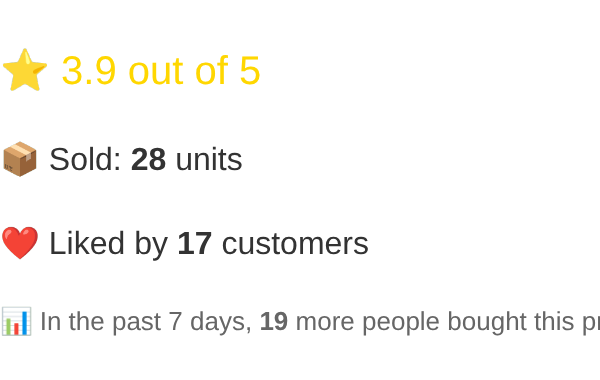 ⭐ 3.9 out of 5
📦 Sold: 28 units
❤️ Liked by 17 customers
📊 In the past 7 days, 19 more people bought this